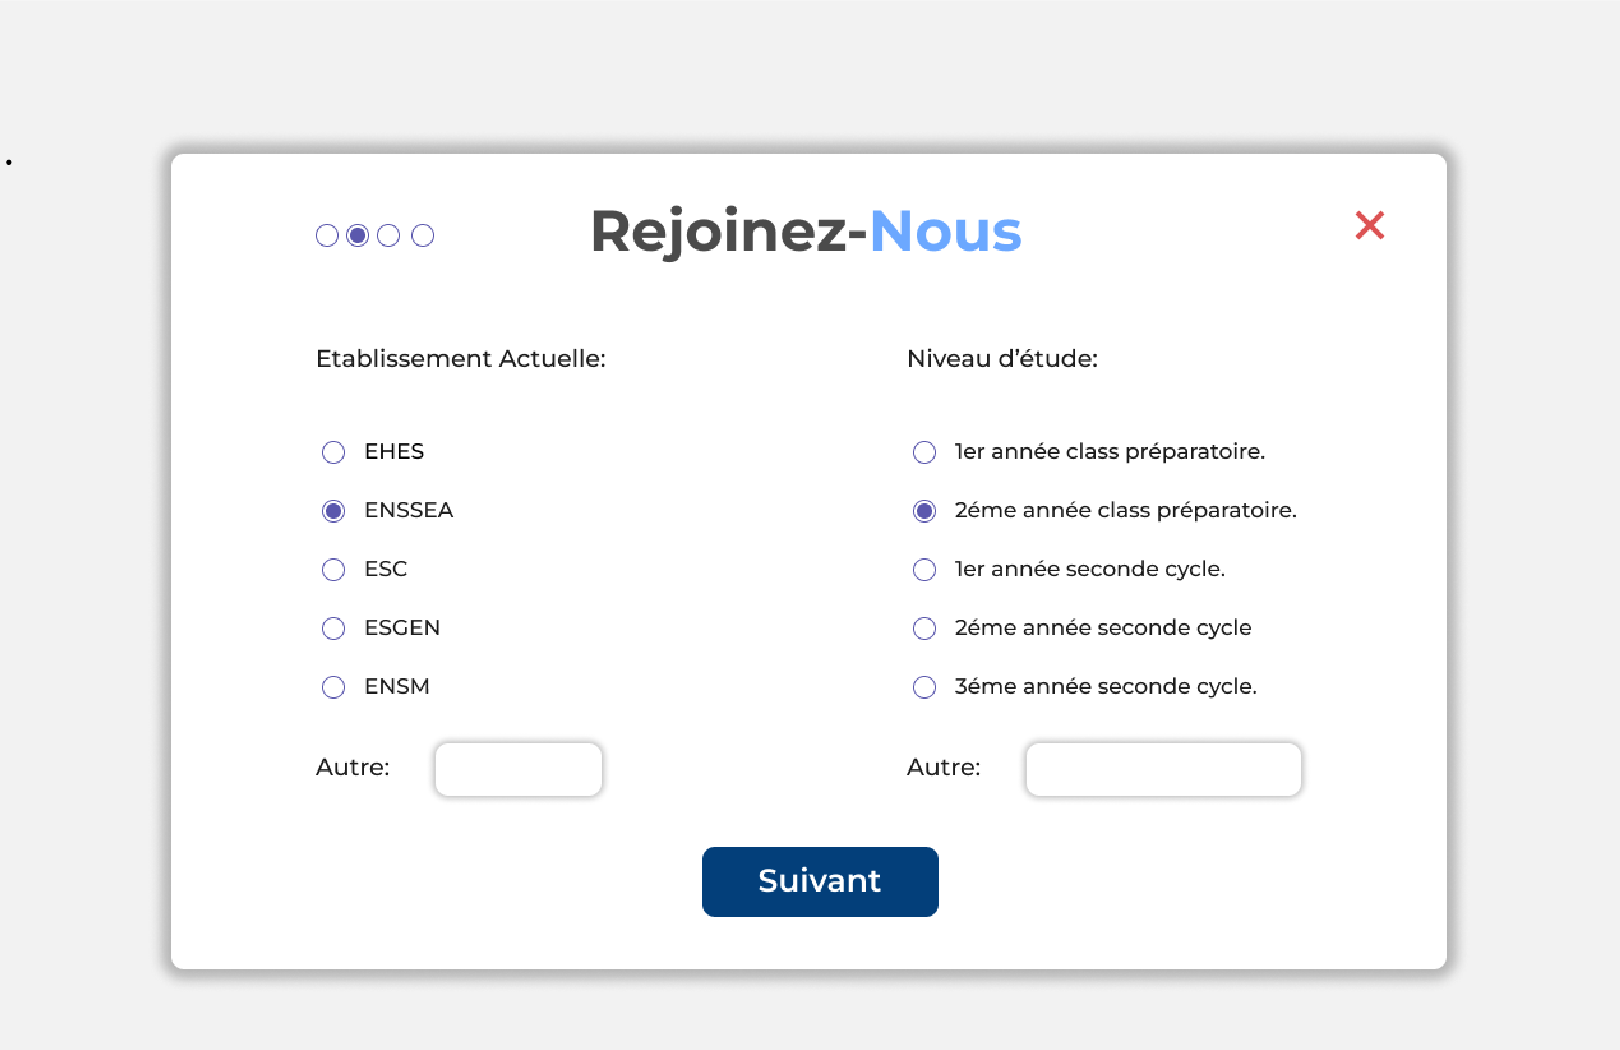 Rejoinez-Nous
Etablissement Actuelle:
EHES
ENSSEA
ESC
ESGEN
ENSM
Autre:
Niveau d’étude:
1er année class préparatoire.
2éme année class préparatoire.
1er année seconde cycle.
2éme année seconde cycle
3éme année seconde cycle.
Autre:
Suivant